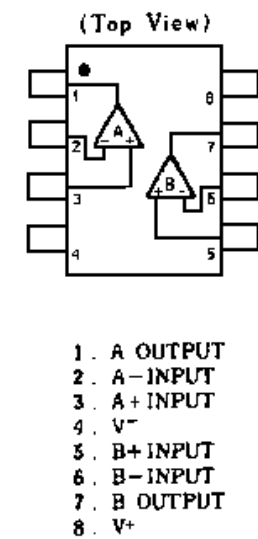 (Top View)
1
8
A
- +
2
7
B
+ -
3
6
4
5
1. A OUTPUT
2. A−INPUT
3. A+INPUT
4. V−
5. B+INPUT
6. B−INPUT
7. B OUTPUT
8. V+